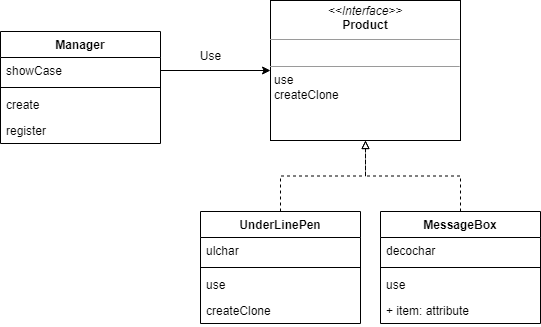 <<Interface>>
Product
Manager
showCase
Use
use
createClone
create
register
UnderLinePen
MessageBox
ulchar
decochar
use
use
createClone
+ item: attribute